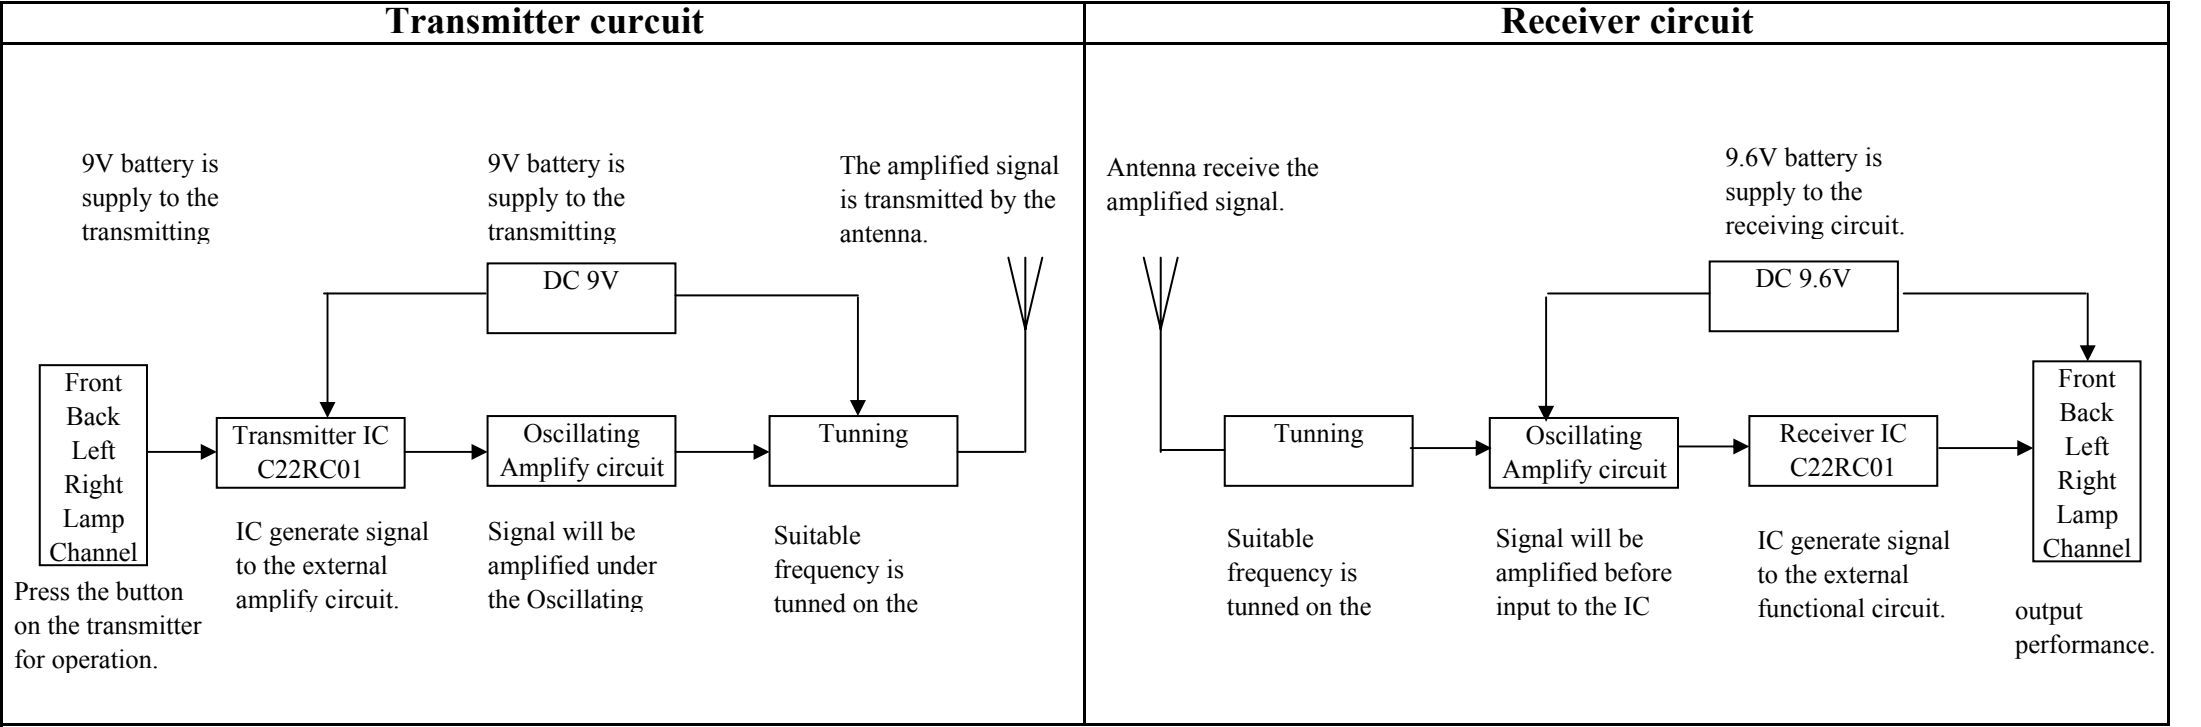 Transmitter curcuit
9V battery is
supply to the
transmitting
9V battery is
supply to the
transmitting
The amplified signal
is transmitted by the
antenna.
DC 9V
Front
Back
Left
Right
Lamp
Channel
Transmitter IC
C22RC01
Oscillating
Amplify circuit
Tunning
Press the button
on the transmitter
for operation.
IC generate signal
to the external
amplify circuit.
Signal will be
amplified under
the Oscillating
Suitable
frequency is
tunned on the
Receiver circuit
Antenna receive the
amplified signal.
9.6V battery is
supply to the
receiving circuit.
DC 9.6V
Tunning
Oscillating
Amplify circuit
Receiver IC
C22RC01
Front
Back
Left
Right
Lamp
Channel
Suitable
frequency is
tunned on the
Signal will be
amplified before
input to the IC
IC generate signal
to the external
functional circuit.
output
performance.